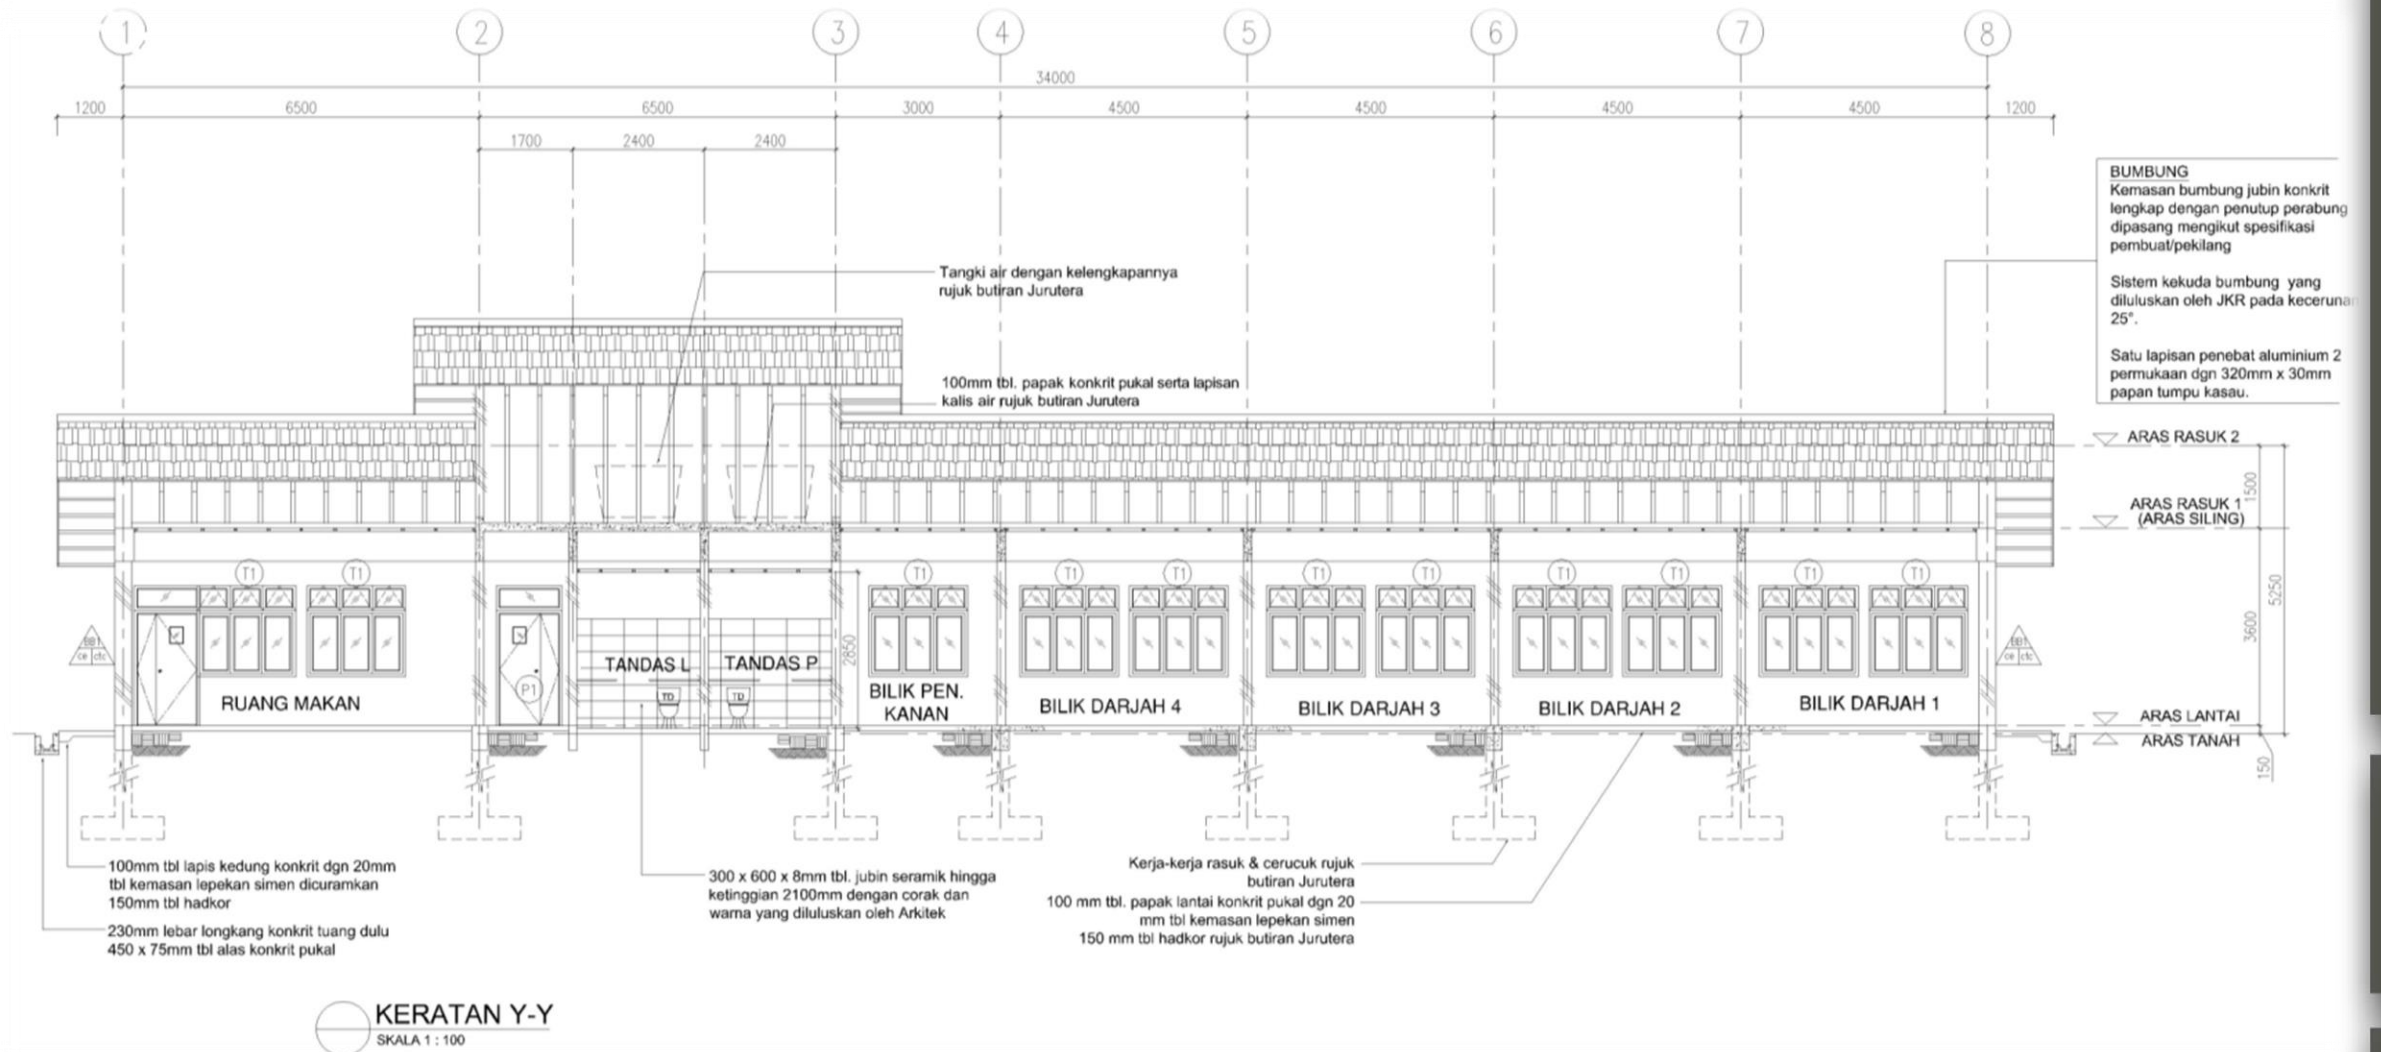 1 2 3 4 5 6 7 8
34000
1200 6500 6500 3000 4500 4500 4500 4500 1200
1700 2400 2400
BUMBUNG
Kemasan bumbung jubin konkrit
lengkap dengan penutup perabung
dipasang mengikut spesifikasi
pembuat/pekilang
Sistem kekuda bumbung yang
diluluskan oleh JKR pada kecerunan
25°.
Satu lapisan penebat aluminium 2
permukaan dgn 320mm x 30mm
papan tumpu kasau.
Tangki air dengan kelengkapannya
rujuk butiran Jurutera
100mm tbl. papak konkrit pukal serta lapisan
kalis air rujuk butiran Jurutera
ARAS RASUK 2
1500
ARAS RASUK 1
(ARAS SILING)
T1 T1 T1 T1 T1 T1 T1 T1 T1 T1 T1
5250
3600
2850
BB1
ce ctc
BB1
ce ctc
TANDAS L TANDAS P
P1
TD TD
RUANG MAKAN
BILIK PEN.
KANAN
BILIK DARJAH 4
BILIK DARJAH 3
BILIK DARJAH 2
BILIK DARJAH 1
ARAS LANTAI
ARAS TANAH
150
100mm tbl lapis kedung konkrit dgn 20mm
tbl kemasan lepekan simen dicuramkan
150mm tbl hadkor
230mm lebar longkang konkrit tuang dulu
450 x 75mm tbl alas konkrit pukal
300 x 600 x 8mm tbl. jubin seramik hingga
ketinggian 2100mm dengan corak dan
warna yang diluluskan oleh Arkitek
Kerja-kerja rasuk & cerucuk rujuk
butiran Jurutera
100 mm tbl. papak lantai konkrit pukal dgn 20
mm tbl kemasan lepekan simen
150 mm tbl hadkor rujuk butiran Jurutera
KERATAN Y-Y
SKALA 1 : 100